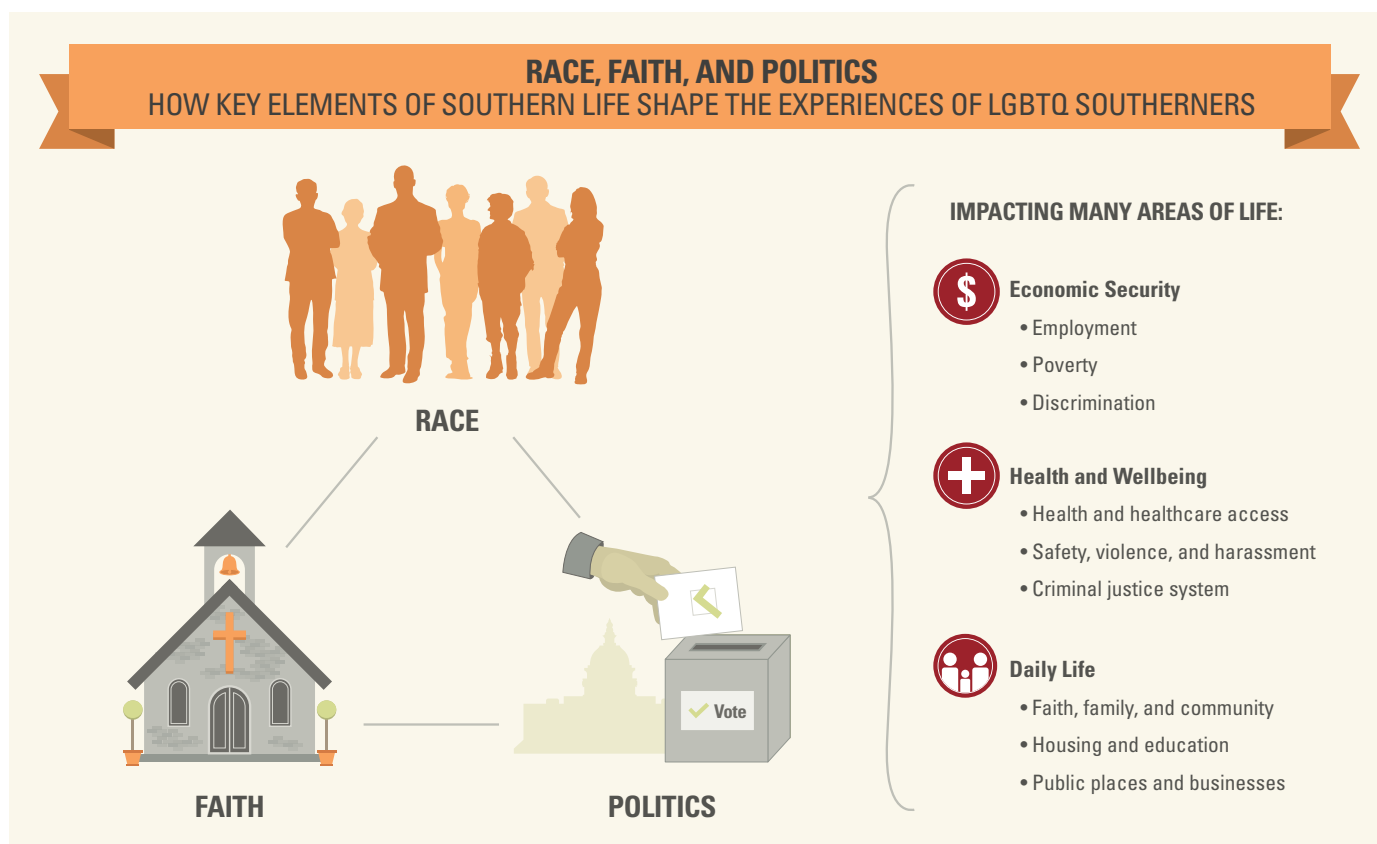 RACE, FAITH, AND POLITICS
HOW KEY ELEMENTS OF SOUTHERN LIFE SHAPE THE EXPERIENCES OF LGBTQ SOUTHERNERS
RACE
FAITH
Vote
POLITICS
IMPACTING MANY AREAS OF LIFE:
$
Economic Security
• Employment
• Poverty
• Discrimination
Health and Wellbeing
• Health and healthcare access
• Safety, violence, and harassment
• Criminal justice system
Daily Life
• Faith, family, and community
• Housing and education
• Public places and businesses